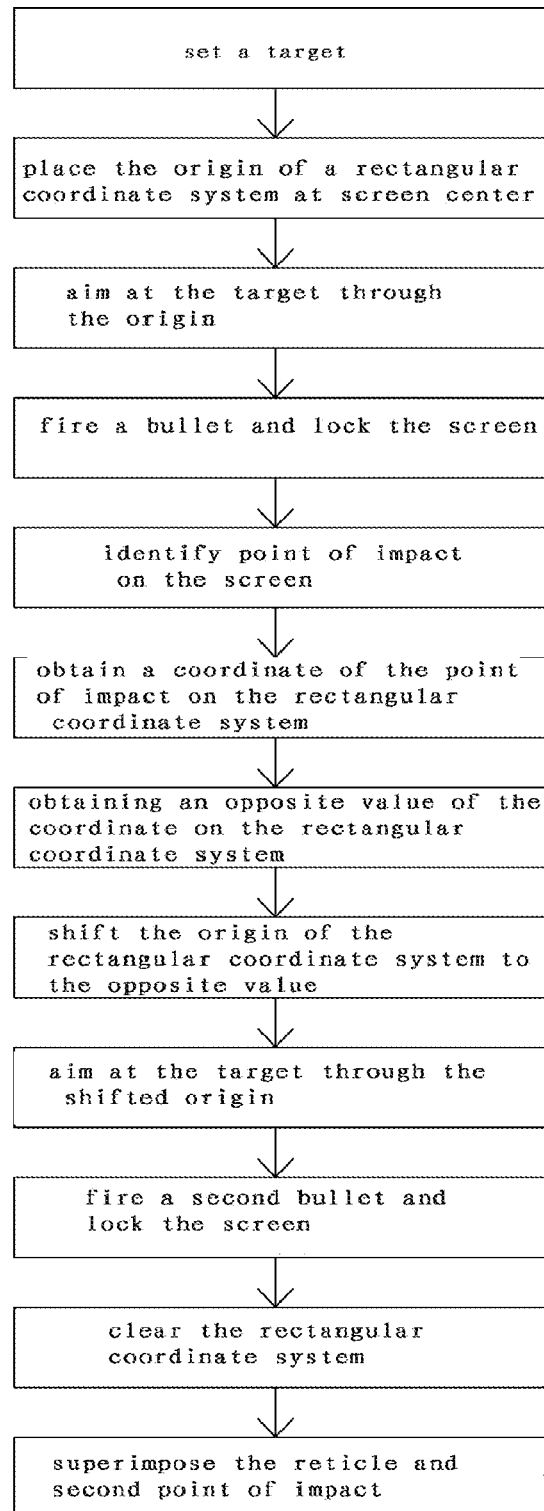 set a target
place the origin of a rectangular
coordinate system at screen center
aim at the target through
the origin
fire a bullet and lock the screen
identify point of impact
on the screen
obtain a coordinate of the point
of impact on the rectangular
coordinate system
obtaining an opposite value of the
coordinate on the rectangular
coordinate system
shift the origin of the
rectangular coordinate system to
the opposite value
aim at the target through the
shifted origin
fire a second bullet and
lock the screen
clear the rectangular
coordinate system
superimpose the reticle and
second point of impact